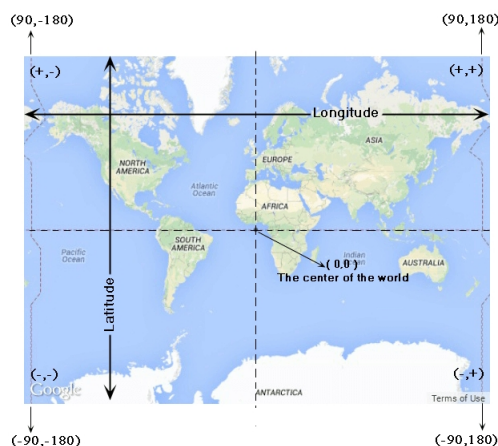 (90,-180)
(90,180)
(+,-)
(+,+)
Longitude
ASIA
NORTH
AMERICA
EUROPE
Atlantic
Ocean
AFRICA
SOUTH
AMERICA
Pacific
Ocean
(0,0)
Indian
Ocean
The center of the world
AUSTRALIA
Latitude
(-,-)
(-,+)
Google
ANTARCTICA
Terms of Use
(-90,-180)
(-90,180)